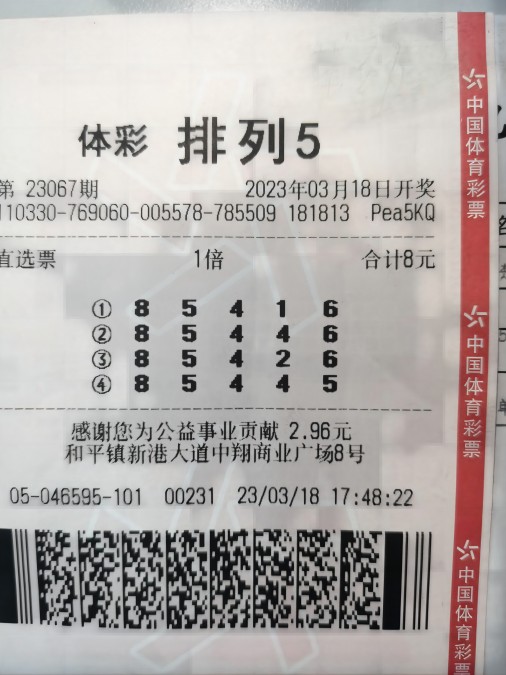 体彩 排列5
第 23067期 2023年03月18日开奖
110330-769060-005578-785509 181813 Pea5KQ
直选票 1倍 合计8元
① 8 5 4 1 6
② 8 5 4 4 6
③ 8 5 4 2 6
④ 8 5 4 4 5
感谢您为公益事业贡献 2.96元
和平镇新港大道中翔商业广场8号
05-046595-101 00231 23/03/18 17:48:22
中国体育彩票
中国体育彩票
中国体育彩票